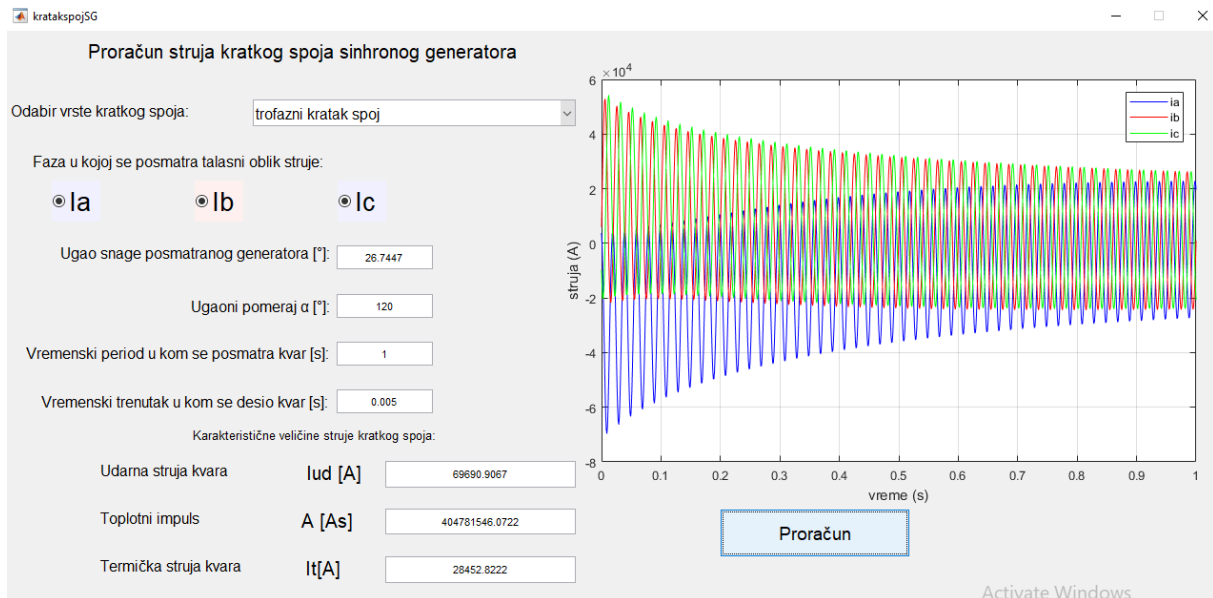 kratakspojSG
Proračun struja kratkog spoja sinhronog generatora
Odabir vrste kratkog spoja:
trofazni kratak spoj
Faza u kojoj se posmatra talasni oblik struje:
Ia
Ib
Ic
Ugao snage posmatranog generatora [°]:
26.7447
Ugaoni pomeraj α [°]:
120
Vremenski period u kom se posmatra kvar [s]:
1
Vremenski trenutak u kom se desio kvar [s]:
0.005
Karakteristične veličine struje kratkog spoja:
Udarna struja kvara
Iud [A]
69690.9067
Toplotni impuls
A [As]
404781546.0722
Termička struja kvara
It[A]
28452.8222
×10⁴
6
4
2
0
-2
-4
-6
-8
struja (A)
0
0.1
0.2
0.3
0.4
0.5
0.6
0.7
0.8
0.9
1
vreme (s)
ia
ib
ic
Proračun
Activate Windows